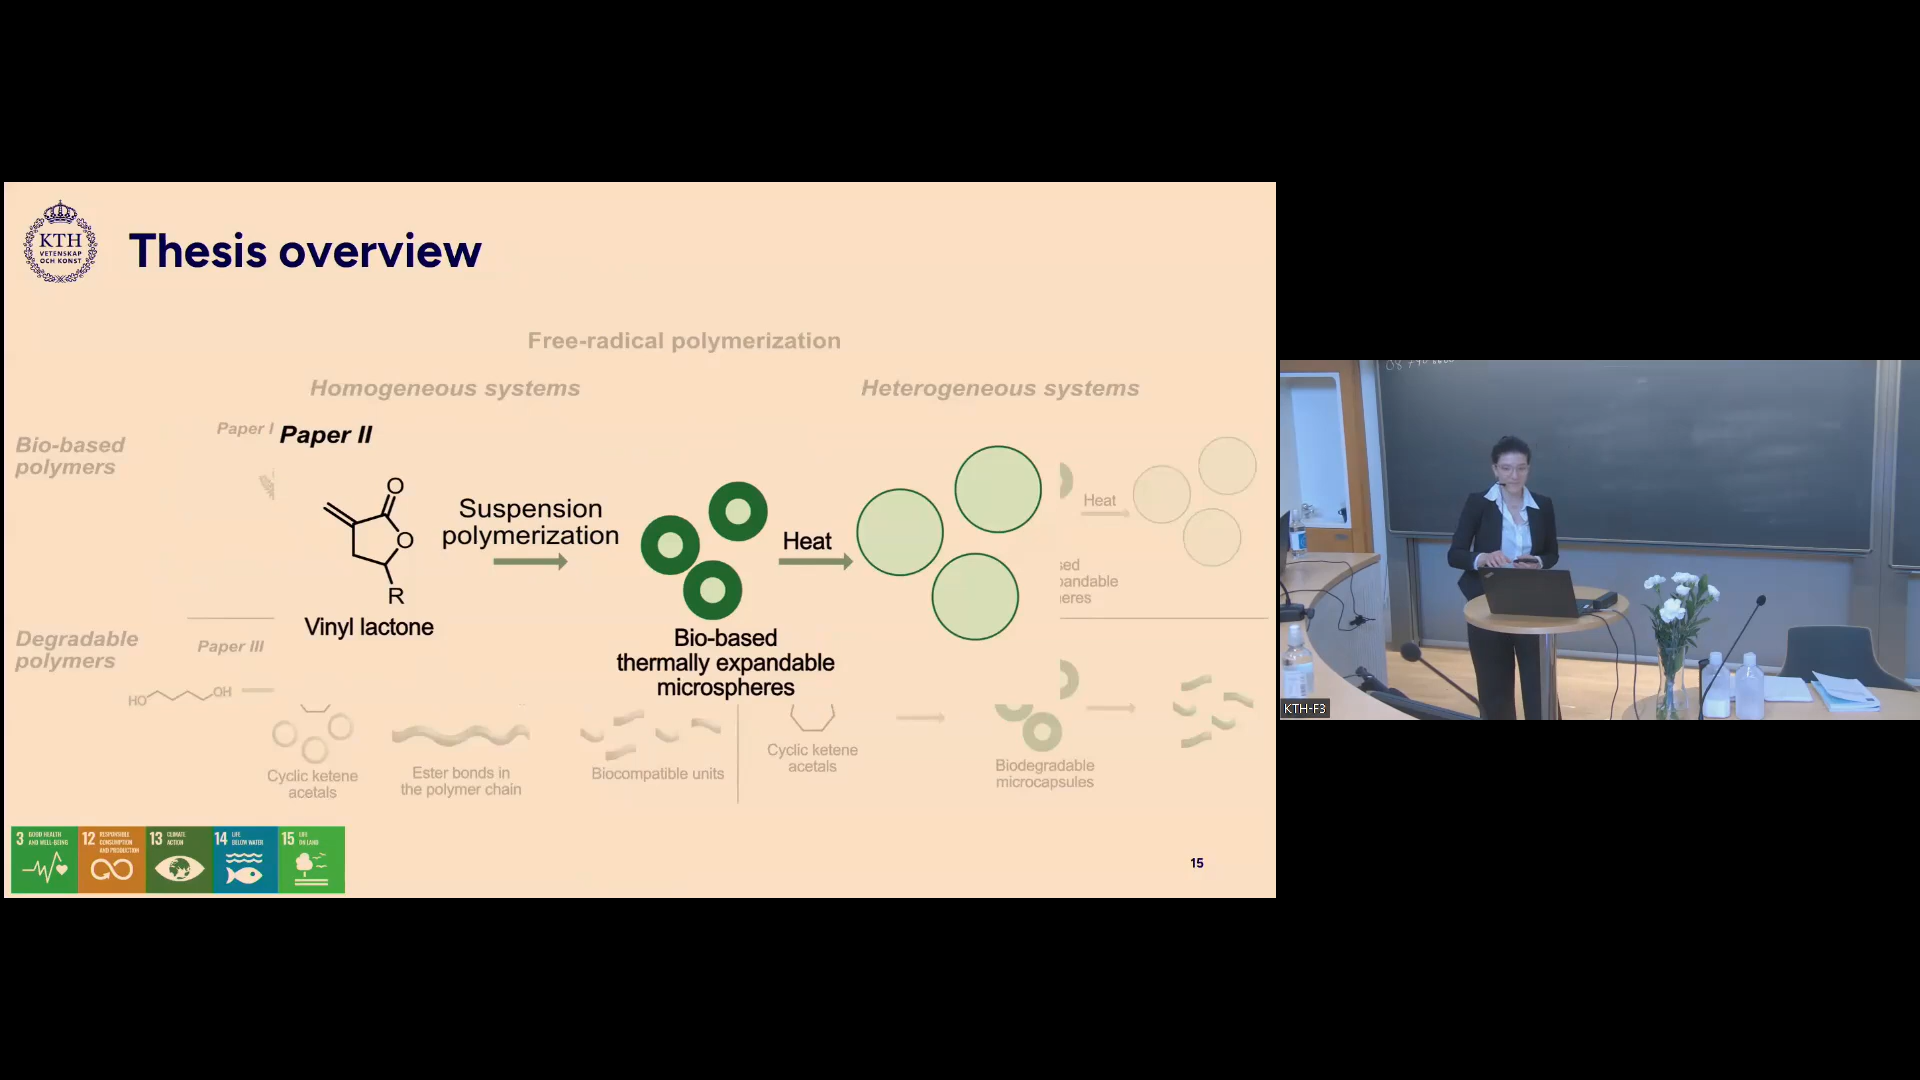 KTH
VETENSKAP
OCH KONST
Thesis overview
Free-radical polymerization
Homogeneous systems
Heterogeneous systems
Bio-based
polymers
Paper I
Paper II
O
O
R
Vinyl lactone
Suspension
polymerization
Heat
Bio-based
thermally expandable
microspheres
Heat
sed
pandable
eres
Degradable
polymers
Paper III
HO
OH
Cyclic ketene
acetals
Ester bonds in
the polymer chain
Biocompatible units
Cyclic ketene
acetals
Biodegradable
microcapsules
3 GOOD HEALTH
AND WELL-BEING
12 RESPONSIBLE
CONSUMPTION
AND PRODUCTION
13 CLIMATE
ACTION
14 LIFE
BELOW WATER
15 LIFE
ON LAND
15
KTH-F3